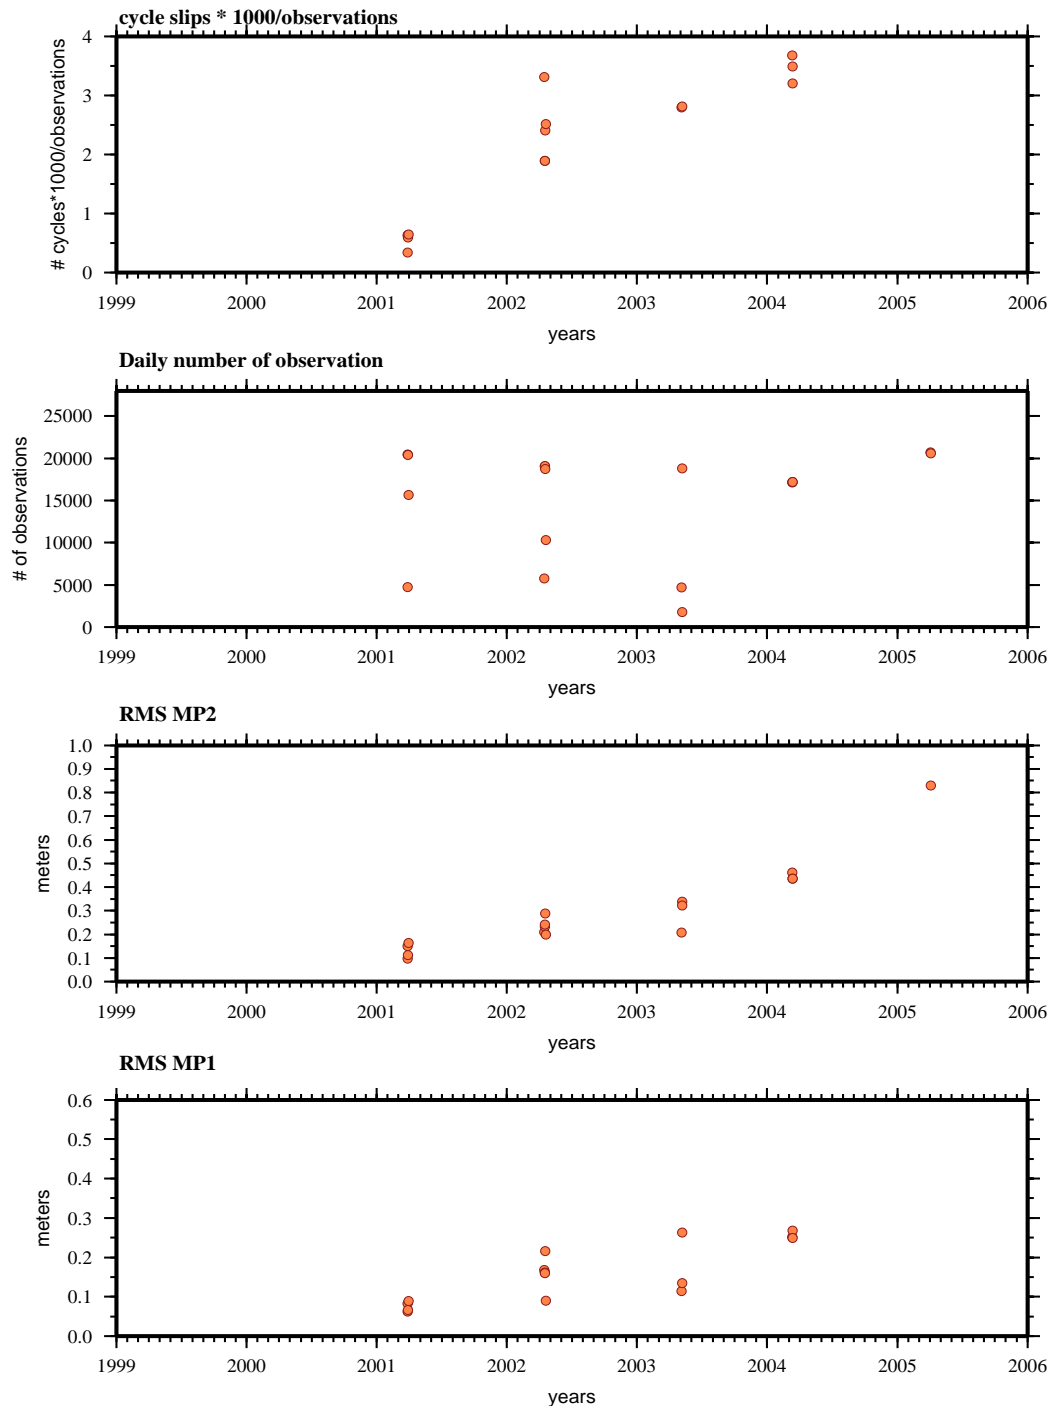 cycle slips * 1000/observations
# cycles*1000/observations
4
3
2
1
0
1999 2000 2001 2002 2003 2004 2005 2006
years
Daily number of observation
# of observations
25000
20000
15000
10000
5000
0
1999 2000 2001 2002 2003 2004 2005 2006
years
RMS MP2
meters
1.0
0.9
0.8
0.7
0.6
0.5
0.4
0.3
0.2
0.1
0.0
1999 2000 2001 2002 2003 2004 2005 2006
years
RMS MP1
meters
0.6
0.5
0.4
0.3
0.2
0.1
0.0
1999 2000 2001 2002 2003 2004 2005 2006
years